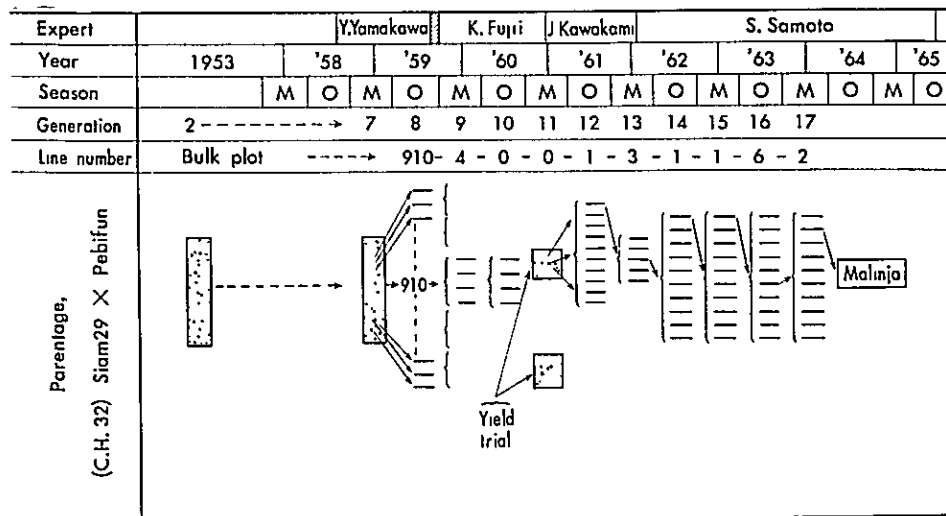 Expert Y.Yamakawa K. Fujii J Kawakami S. Samoto
Year 1953 '58 '59 '60 '61 '62 '63 '64 '65
Season M O M O M O M O M O M O M O M O
Generation 2 7 8 9 10 11 12 13 14 15 16 17
Line number Bulk plot 910- 4 - 0 - 0 - 1 - 3 - 1 - 1 - 6 - 2
Parentage,
(C.H. 32) Siam29 X Pebifun
910
Malinja
Yield
trial